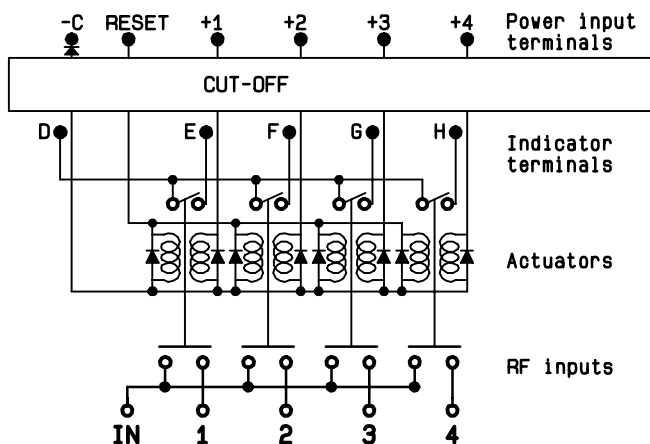 -C RESET +1 +2 +3 +4 Power input
terminals
CUT-OFF
D E F G H Indicator
terminals
Actuators
RF inputs
IN 1 2 3 4